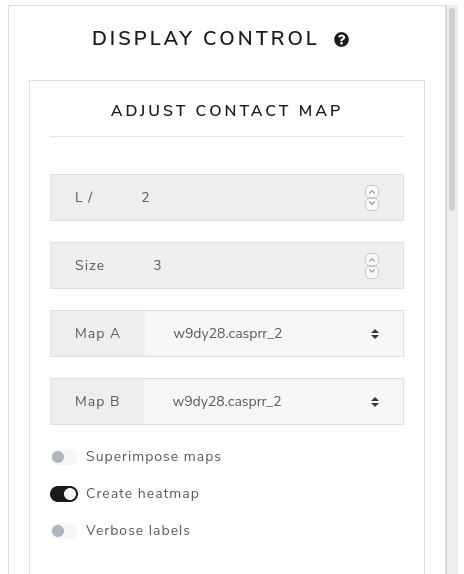 DISPLAY CONTROL ?
ADJUST CONTACT MAP
L / 2
Size 3
Map A w9dy28.casprr_2
Map B w9dy28.casprr_2
Superimpose maps
Create heatmap
Verbose labels